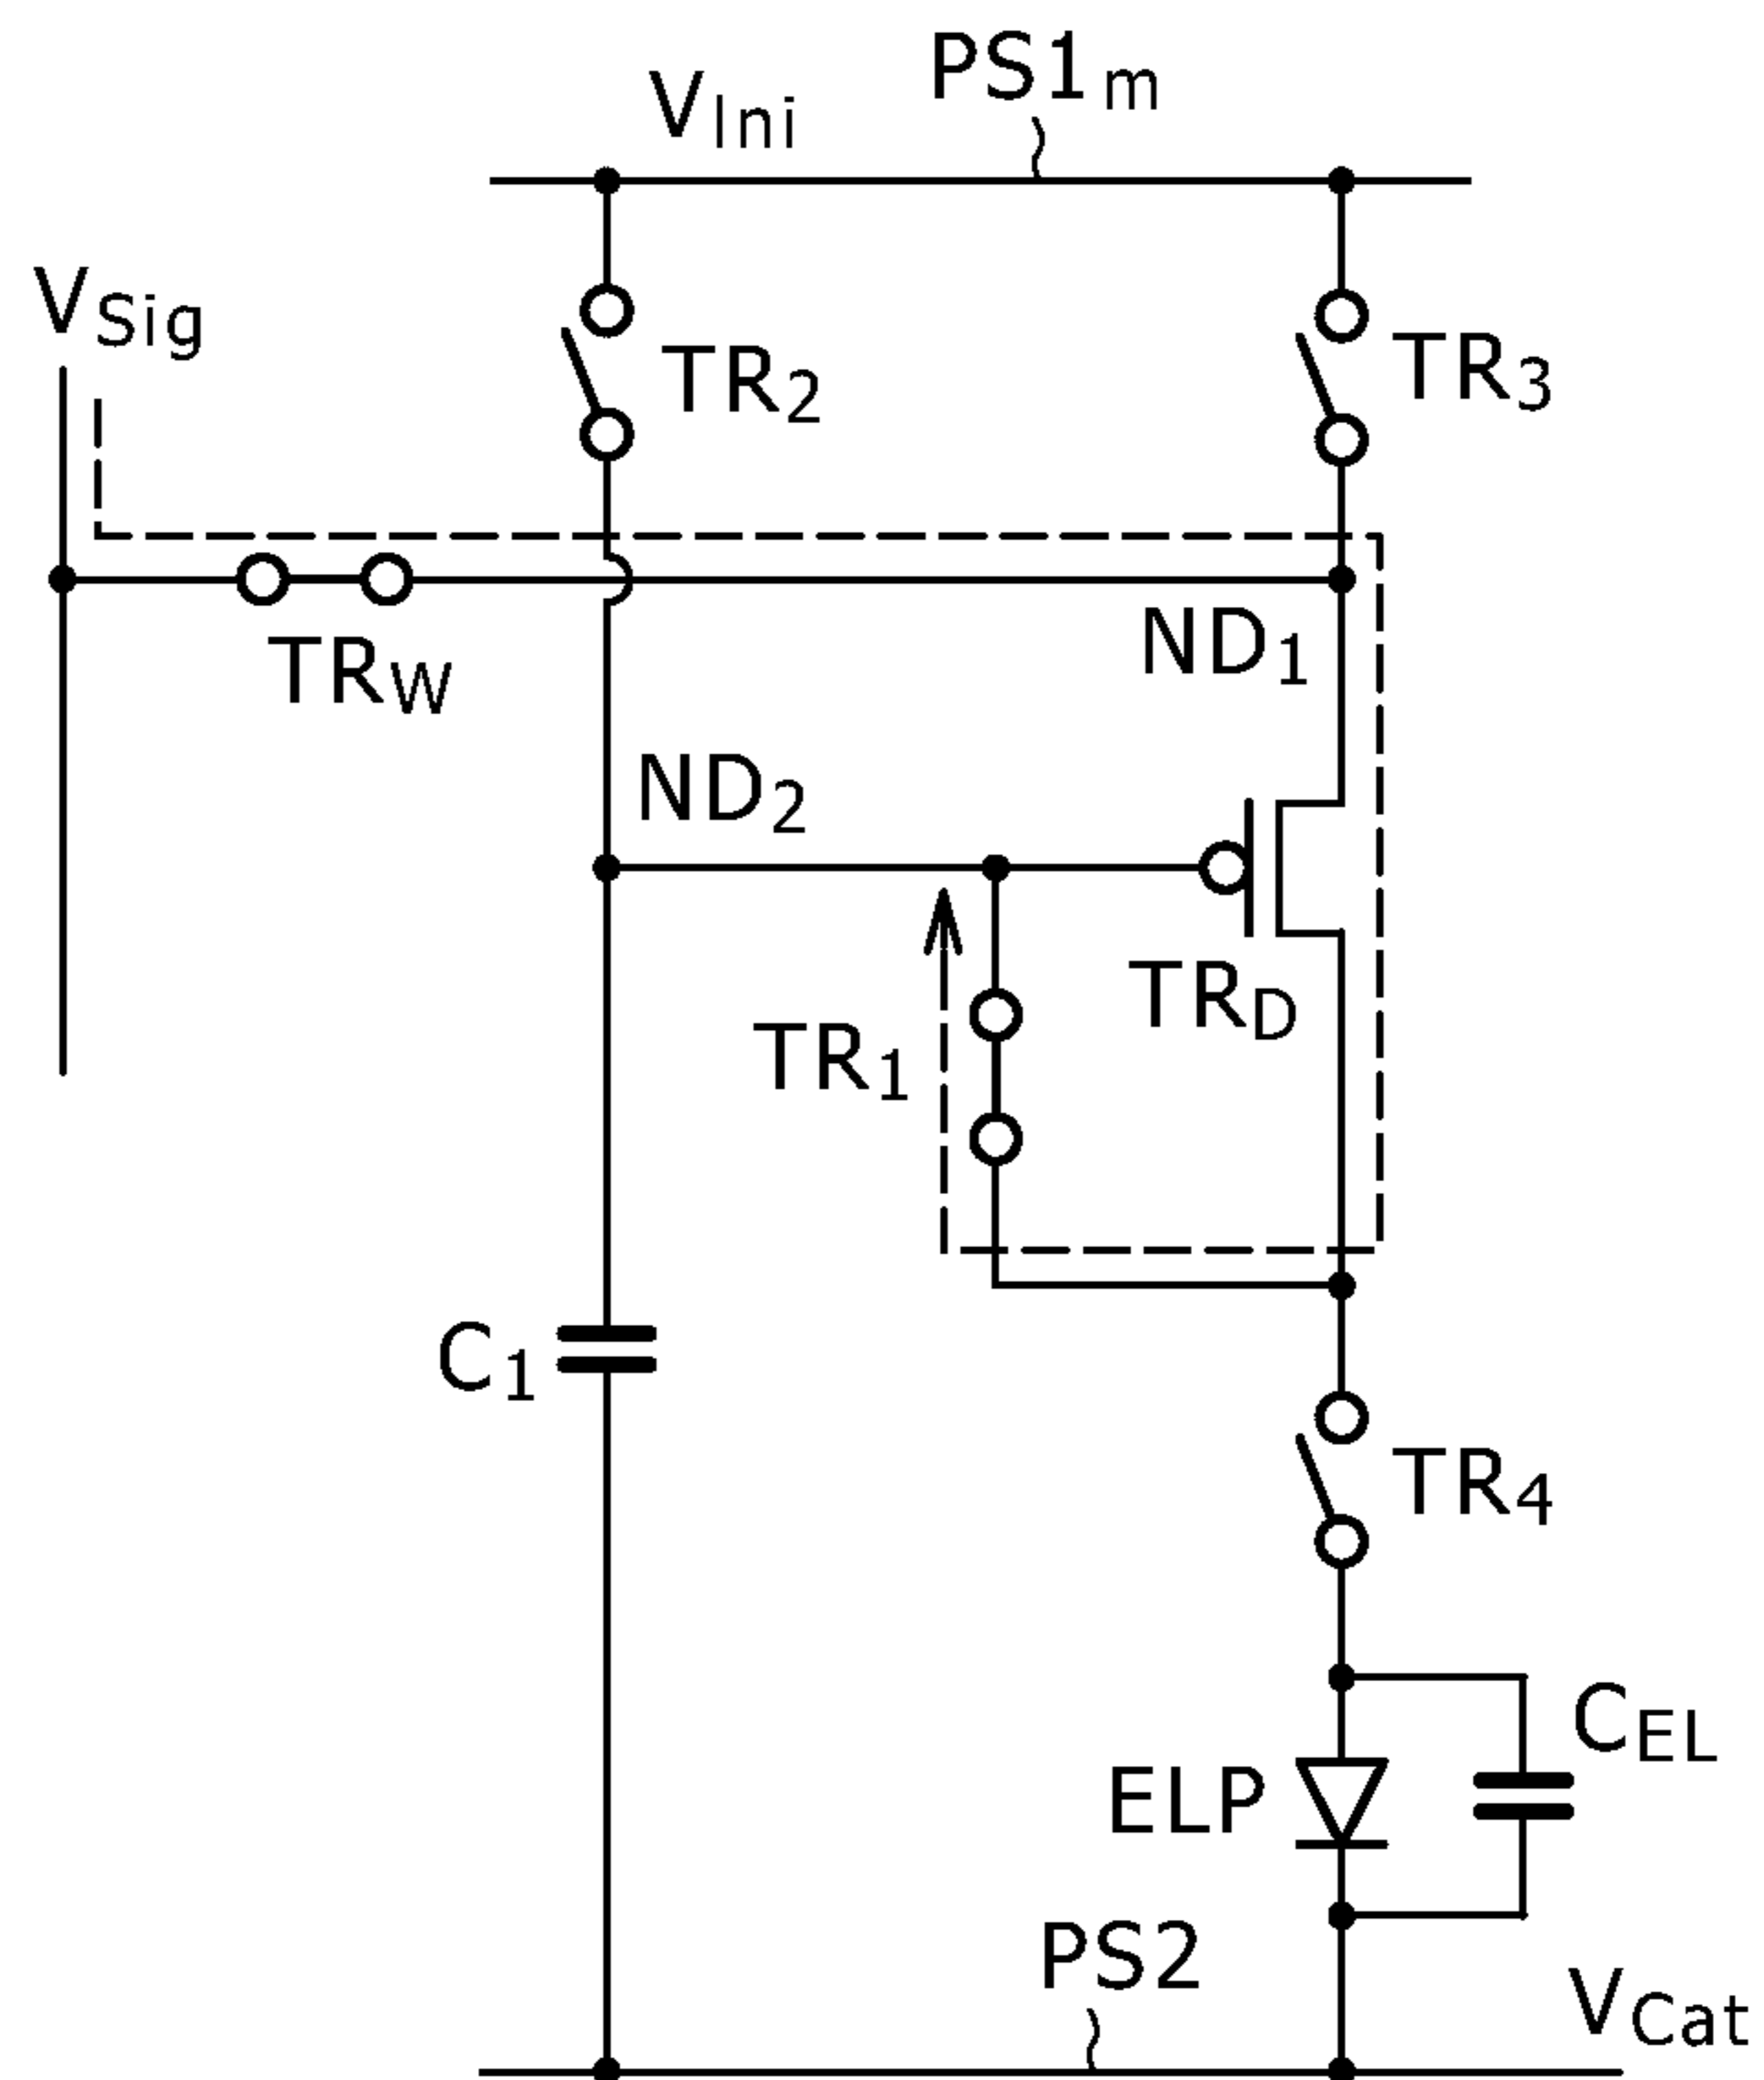 PS1m
VIni
VSig
TR2
TR3
TRW
ND1
ND2
TRD
TR1
C1
TR4
CEL
ELP
PS2
VCat